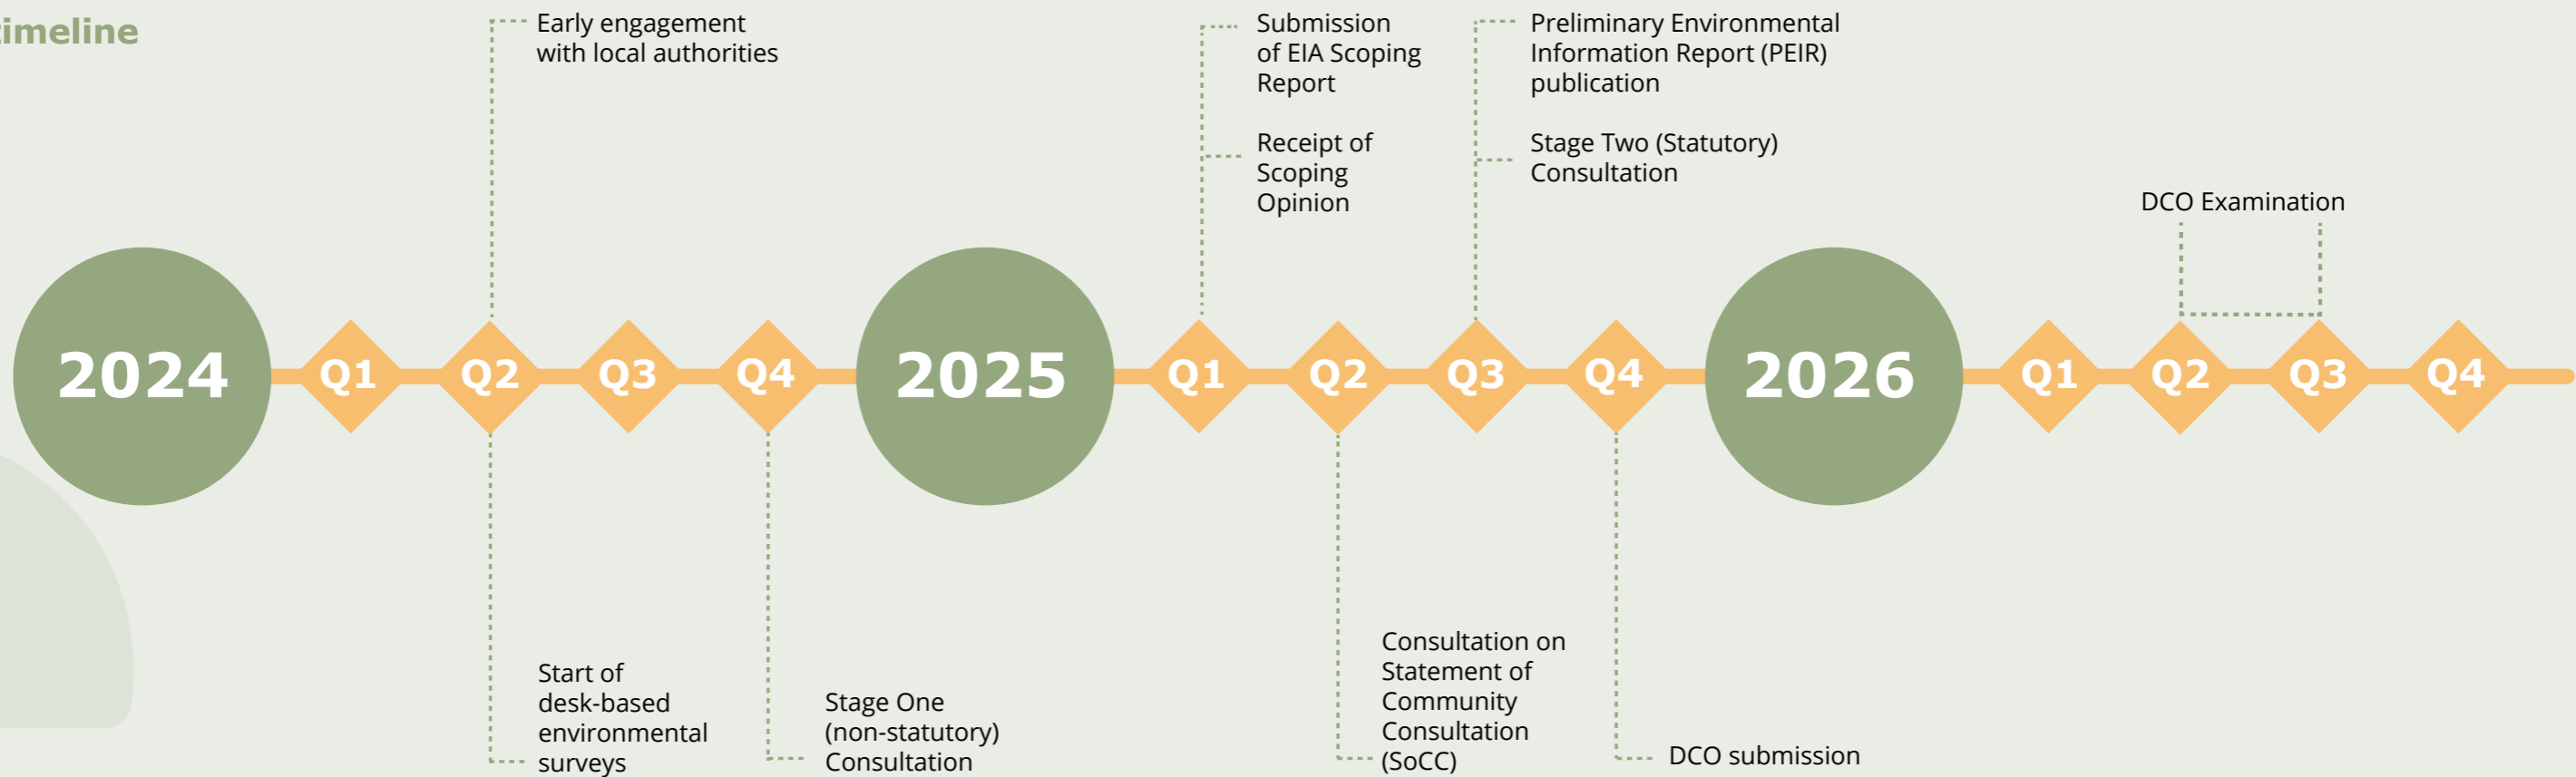 timeline
Early engagement
with local authorities
Submission
of EIA Scoping
Report
Receipt of
Scoping
Opinion
Preliminary Environmental
Information Report (PEIR)
publication
Stage Two (Statutory)
Consultation
DCO Examination
2024 Q1 Q2 Q3 Q4 2025 Q1 Q2 Q3 Q4 2026 Q1 Q2 Q3 Q4
Start of
desk-based
environmental
surveys
Stage One
(non-statutory)
Consultation
Consultation on
Statement of
Community
Consultation
(SoCC)
DCO submission